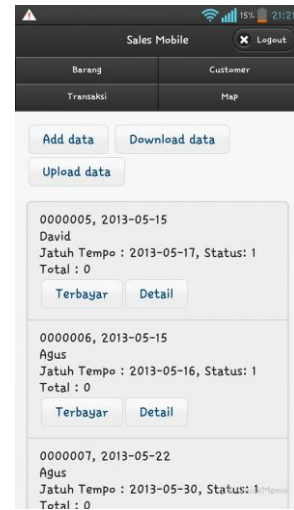 15% 21:21
Sales Mobile Logout
Barang Customer
Transaksi Map
Add data Download data
Upload data
0000005, 2013-05-15
David
Jatuh Tempo : 2013-05-17, Status: 1
Total : 0
Terbayar Detail
0000006, 2013-05-15
Agus
Jatuh Tempo : 2013-05-16, Status: 1
Total : 0
Terbayar Detail
0000007, 2013-05-22
Agus
Jatuh Tempo : 2013-05-30, Status: 1
Total : 0